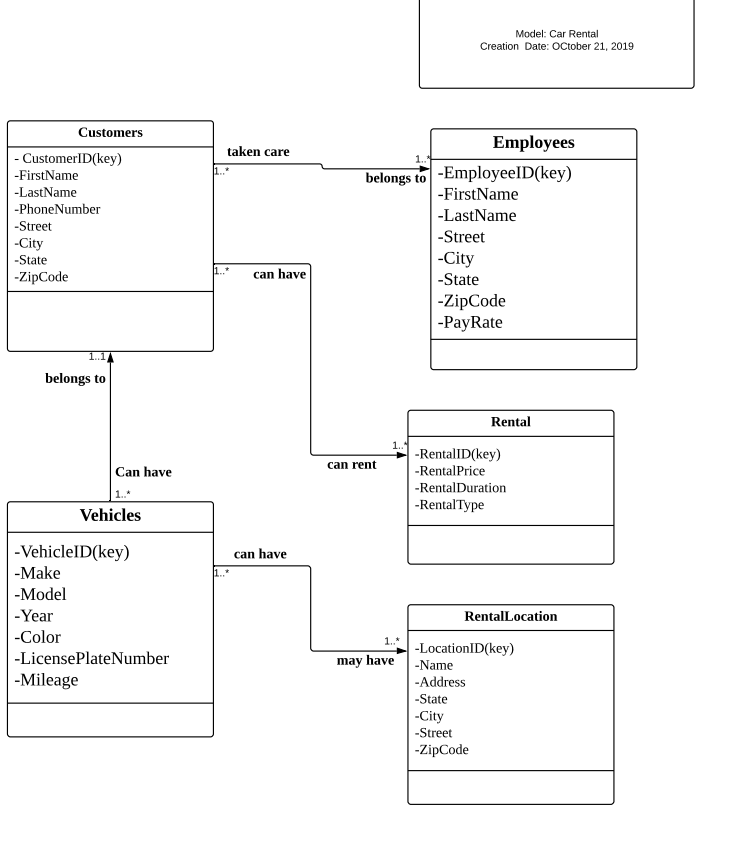 Model: Car Rental
Creation Date: OCtober 21, 2019
Customers
- CustomerID(key)
-FirstName
-LastName
-PhoneNumber
-Street
-City
-State
-ZipCode
taken care
1..*
1..*
belongs to
Employees
-EmployeeID(key)
-FirstName
-LastName
-Street
-City
-State
-ZipCode
-PayRate
1..*
can have
1..*
can rent
1..1
belongs to
Can have
1..*
Rental
-RentalID(key)
-RentalPrice
-RentalDuration
-RentalType
Vehicles
-VehicleID(key)
-Make
-Model
-Year
-Color
-LicensePlateNumber
-Mileage
can have
1..*
1..*
may have
RentalLocation
-LocationID(key)
-Name
-Address
-State
-City
-Street
-ZipCode